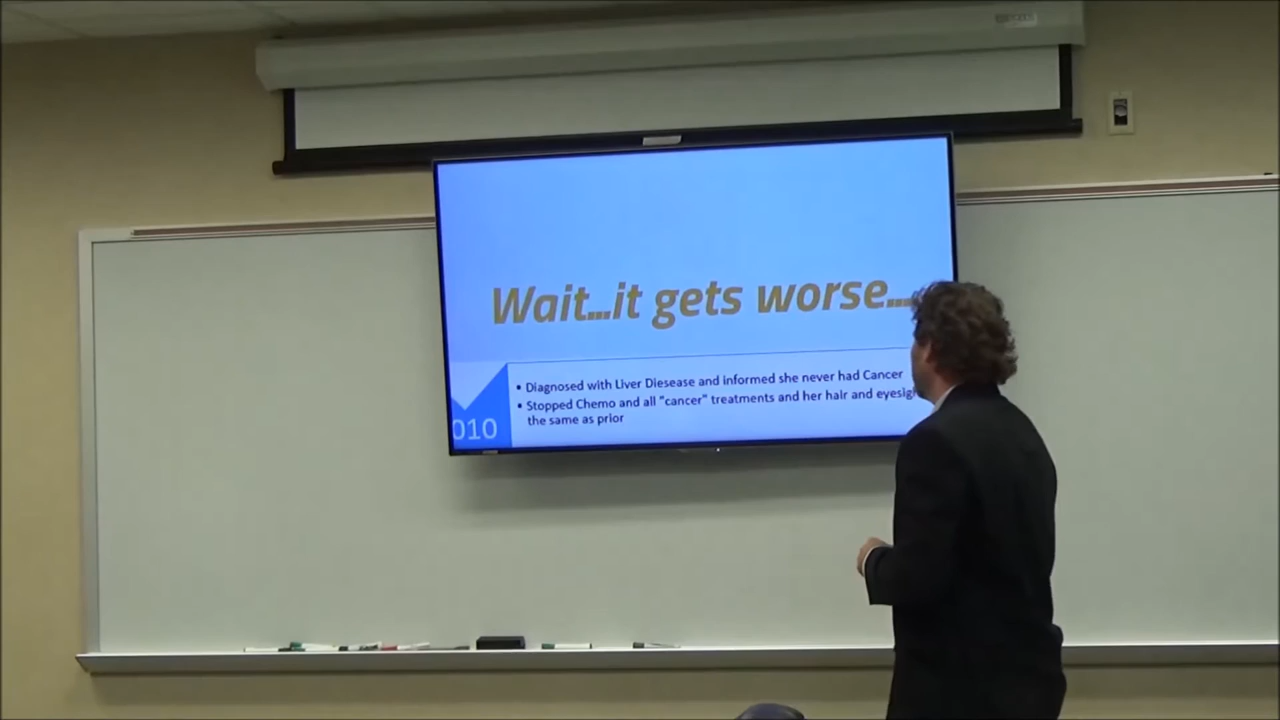 Wait...it gets worse...
• Diagnosed with Liver Diesease and informed she never had Cancer
• Stopped Chemo and all "cancer" treatments and her hair and
the same as prior
010